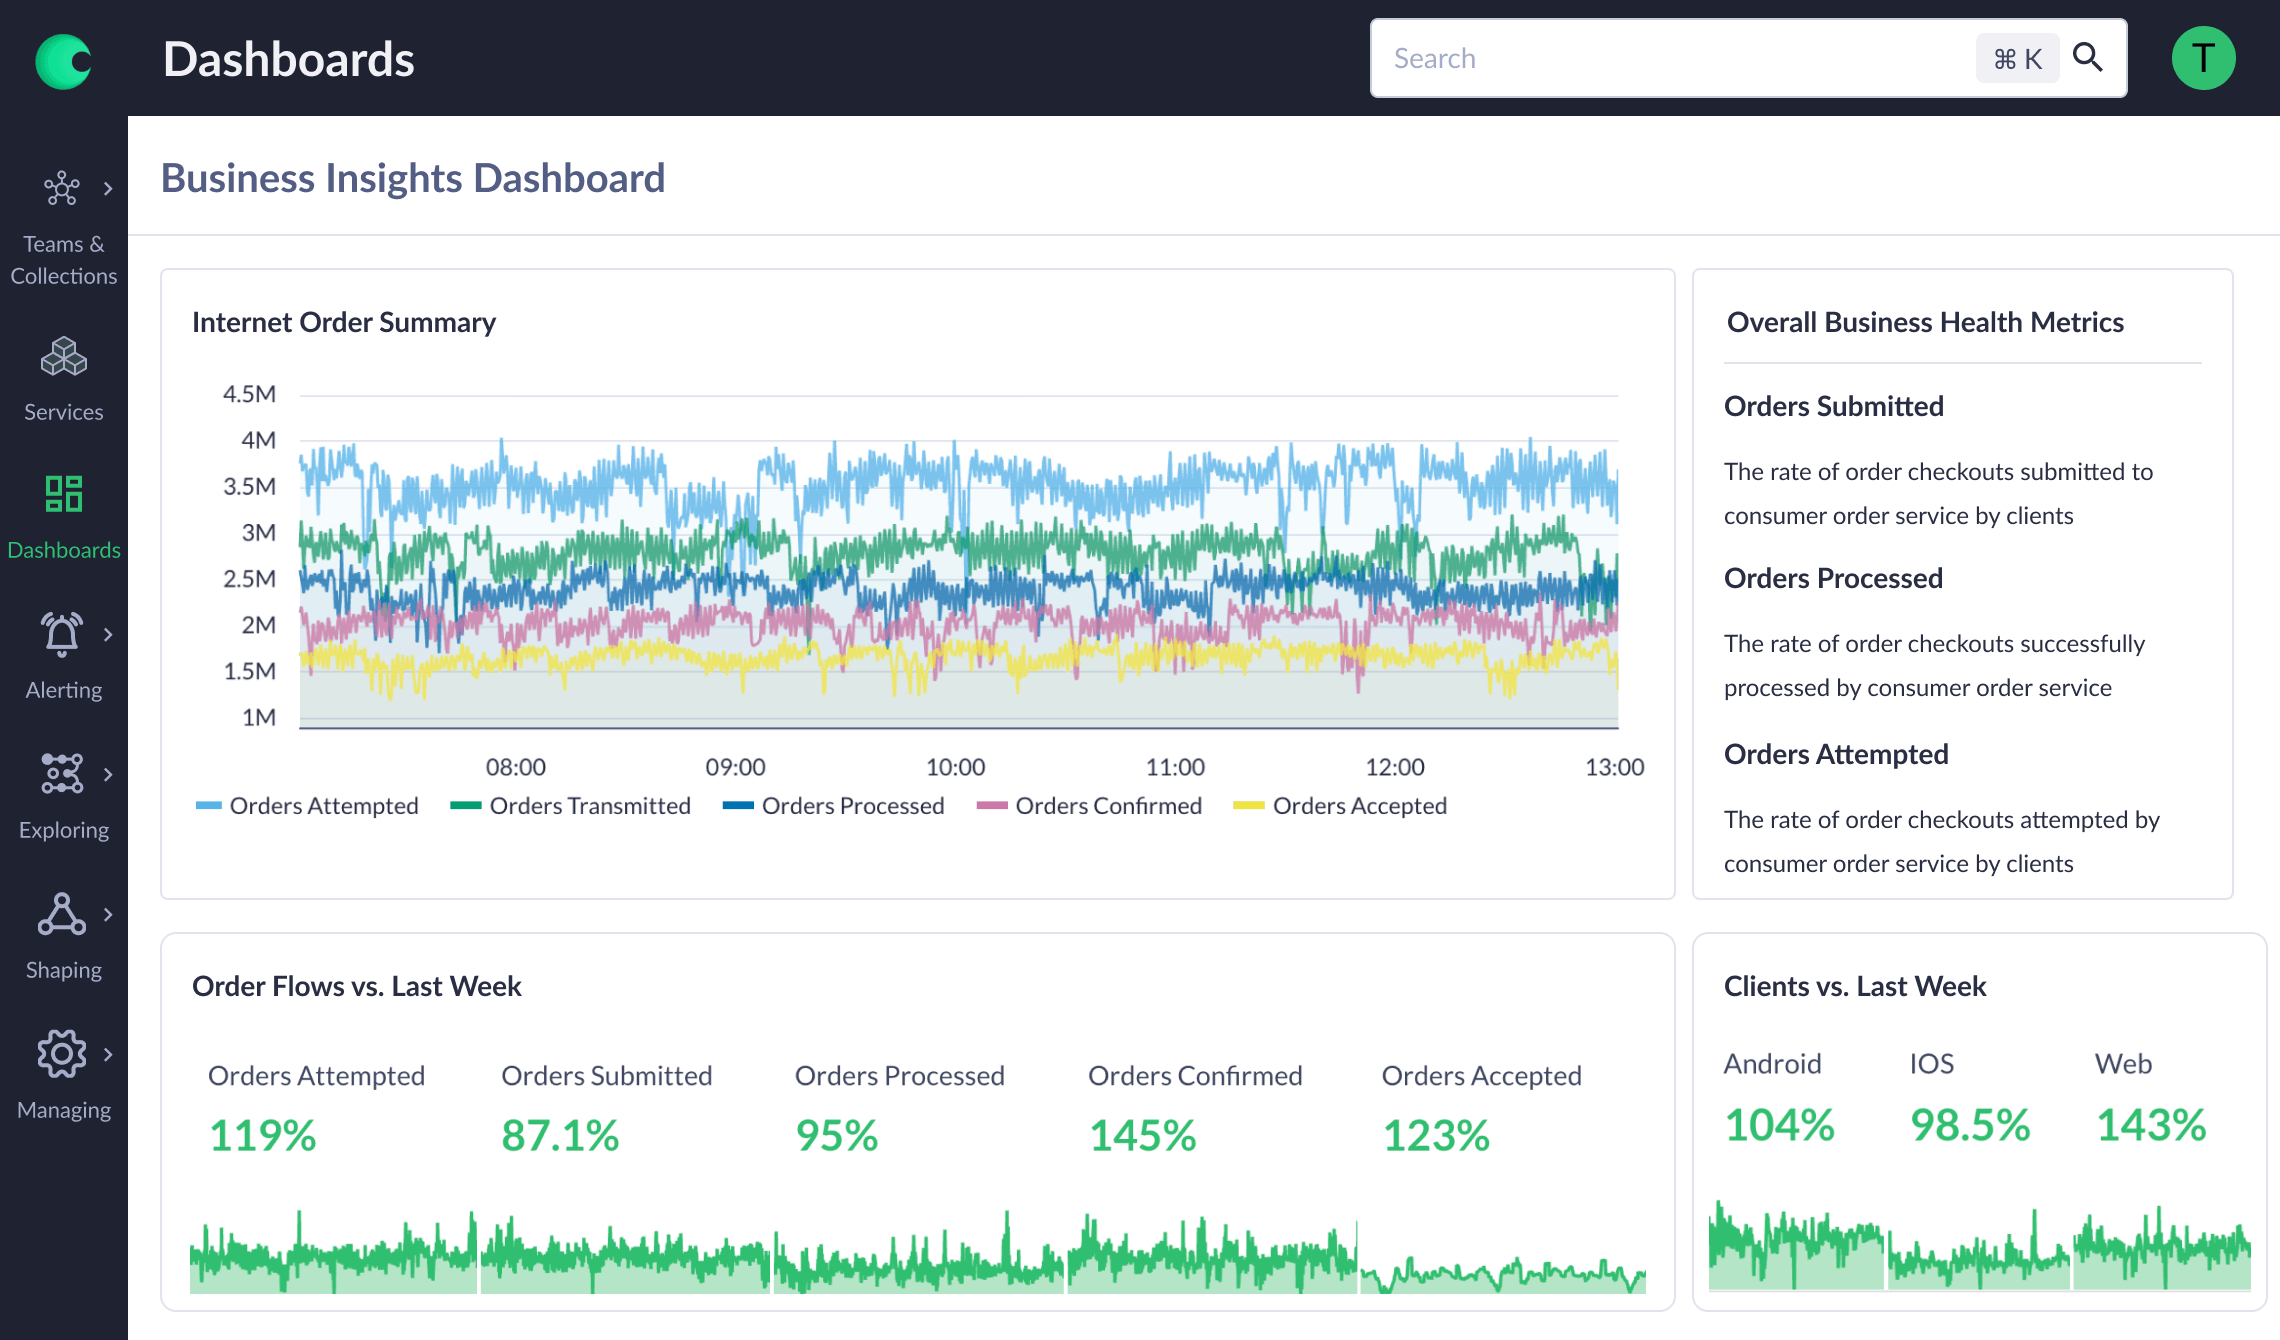 Dashboards
Search
⌘ K
T
Teams &
Collections
Services
Dashboards
Alerting
Exploring
Shaping
Managing
Business Insights Dashboard
Internet Order Summary
4.5M
4M
3.5M
3M
2.5M
2M
1.5M
1M
08:00 09:00 10:00 11:00 12:00 13:00
Orders Attempted Orders Transmitted Orders Processed Orders Confirmed Orders Accepted
Overall Business Health Metrics
Orders Submitted
The rate of order checkouts submitted to
consumer order service by clients
Orders Processed
The rate of order checkouts successfully
processed by consumer order service
Orders Attempted
The rate of order checkouts attempted by
consumer order service by clients
Order Flows vs. Last Week
Orders Attempted Orders Submitted Orders Processed Orders Confirmed Orders Accepted
119% 87.1% 95% 145% 123%
Clients vs. Last Week
Android IOS Web
104% 98.5% 143%